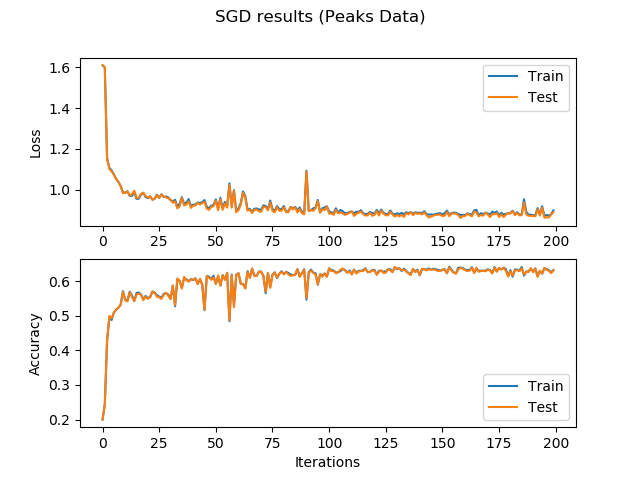 SGD results (Peaks Data)
1.6
1.4
1.2
1.0
Loss
Train
Test
0 25 50 75 100 125 150 175 200
0.6
0.5
0.4
0.3
0.2
Accuracy
Train
Test
0 25 50 75 100 125 150 175 200
Iterations